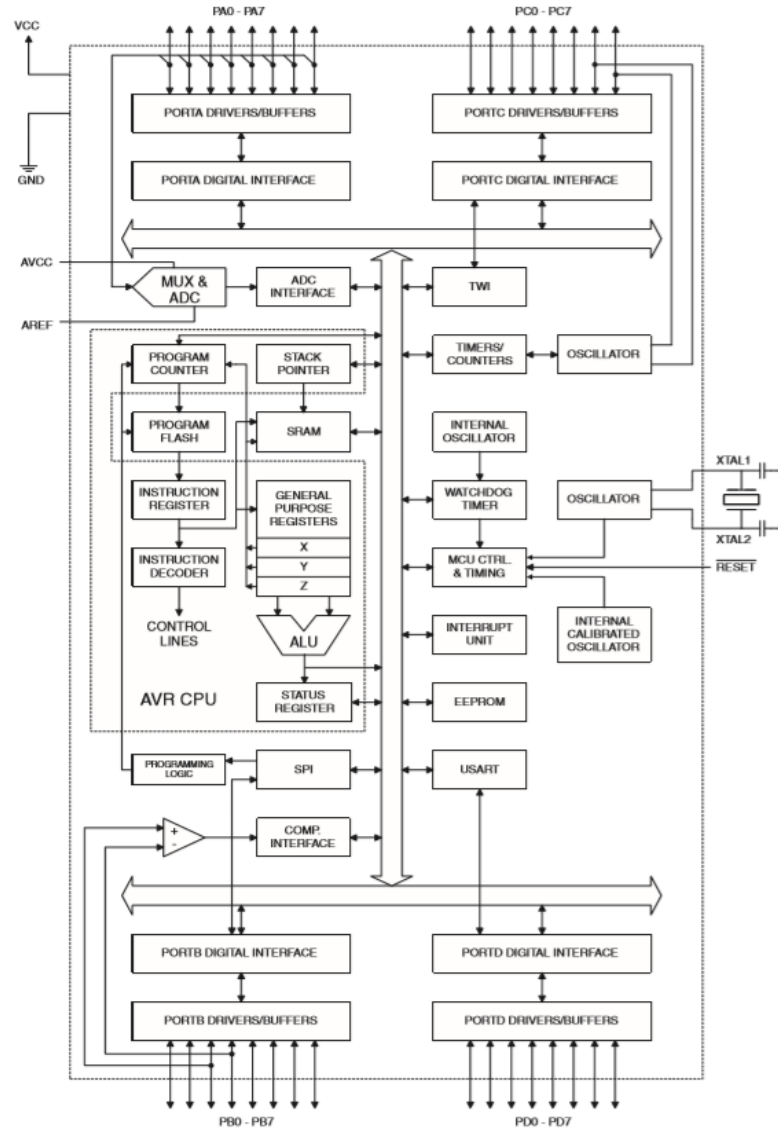 PA0 - PA7
PC0 - PC7
VCC
PORTA DRIVERS/BUFFERS
PORTC DRIVERS/BUFFERS
GND
PORTA DIGITAL INTERFACE
PORTC DIGITAL INTERFACE
AVCC
MUX &
ADC
ADC
INTERFACE
TWI
AREF
PROGRAM
COUNTER
STACK
POINTER
TIMERS/
COUNTERS
OSCILLATOR
PROGRAM
FLASH
SRAM
INTERNAL
OSCILLATOR
XTAL1
INSTRUCTION
REGISTER
GENERAL
PURPOSE
REGISTERS
WATCHDOG
TIMER
OSCILLATOR
XTAL2
X
INSTRUCTION
DECODER
Y
MCU CTRL.
& TIMING
RESET
Z
CONTROL
LINES
ALU
INTERRUPT
UNIT
INTERNAL
CALIBRATED
OSCILLATOR
AVR CPU
STATUS
REGISTER
EEPROM
PROGRAMMING
LOGIC
SPI
USART
+
-
COMP.
INTERFACE
PORTB DIGITAL INTERFACE
PORTD DIGITAL INTERFACE
PORTB DRIVERS/BUFFERS
PORTD DRIVERS/BUFFERS
PB0 - PB7
PD0 - PD7